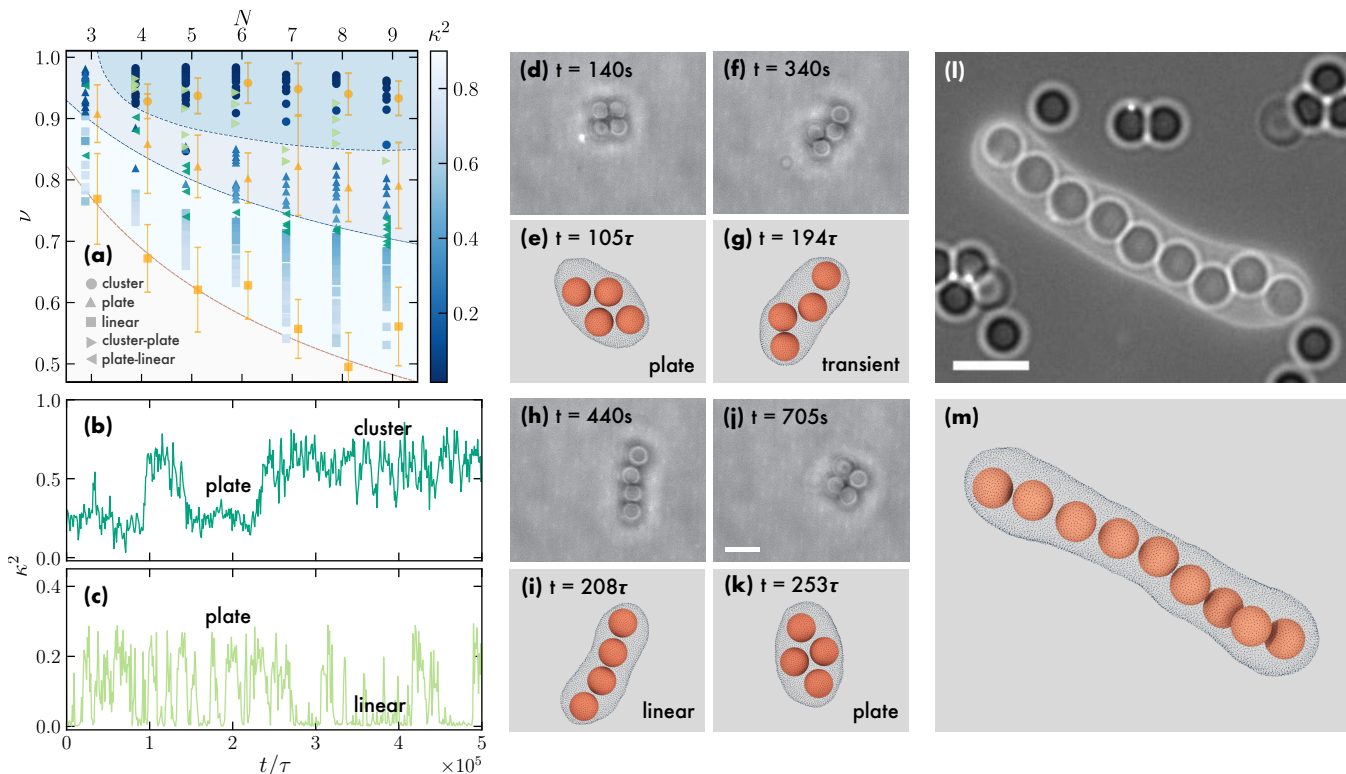 N
3 4 5 6 7 8 9
κ²
1.0
0.9
0.8
0.7
0.6
0.5
ν
(a)
cluster
plate
linear
cluster-plate
plate-linear
0.8
0.6
0.4
0.2
(b)
1.0
0.5
0.0
plate
cluster
κ²
(c)
0.4
0.2
0.0
plate
linear
0 1 2 3 4 5
t/τ
×10⁵
(d) t = 140s
(f) t = 340s
(e) t = 105τ
plate
(g) t = 194τ
transient
(h) t = 440s
(j) t = 705s
(i) t = 208τ
linear
(k) t = 253τ
plate
(l)
(m)